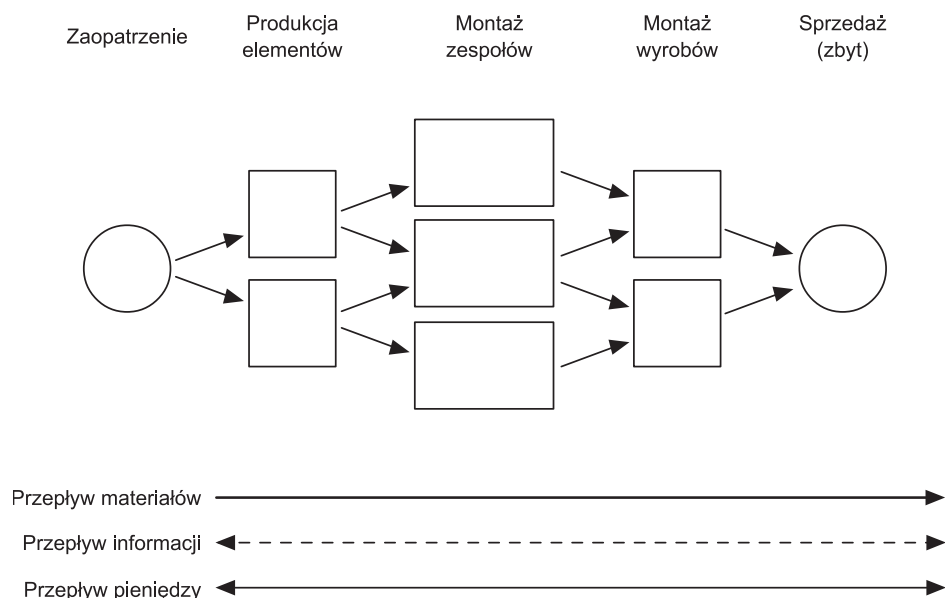 Zaopatrzenie
Produkcja
elementów
Montaż
zespołów
Montaż
wyrobów
Sprzedaż
(zbyt)
Przepływ materiałów
Przepływ informacji
Przepływ pieniędzy